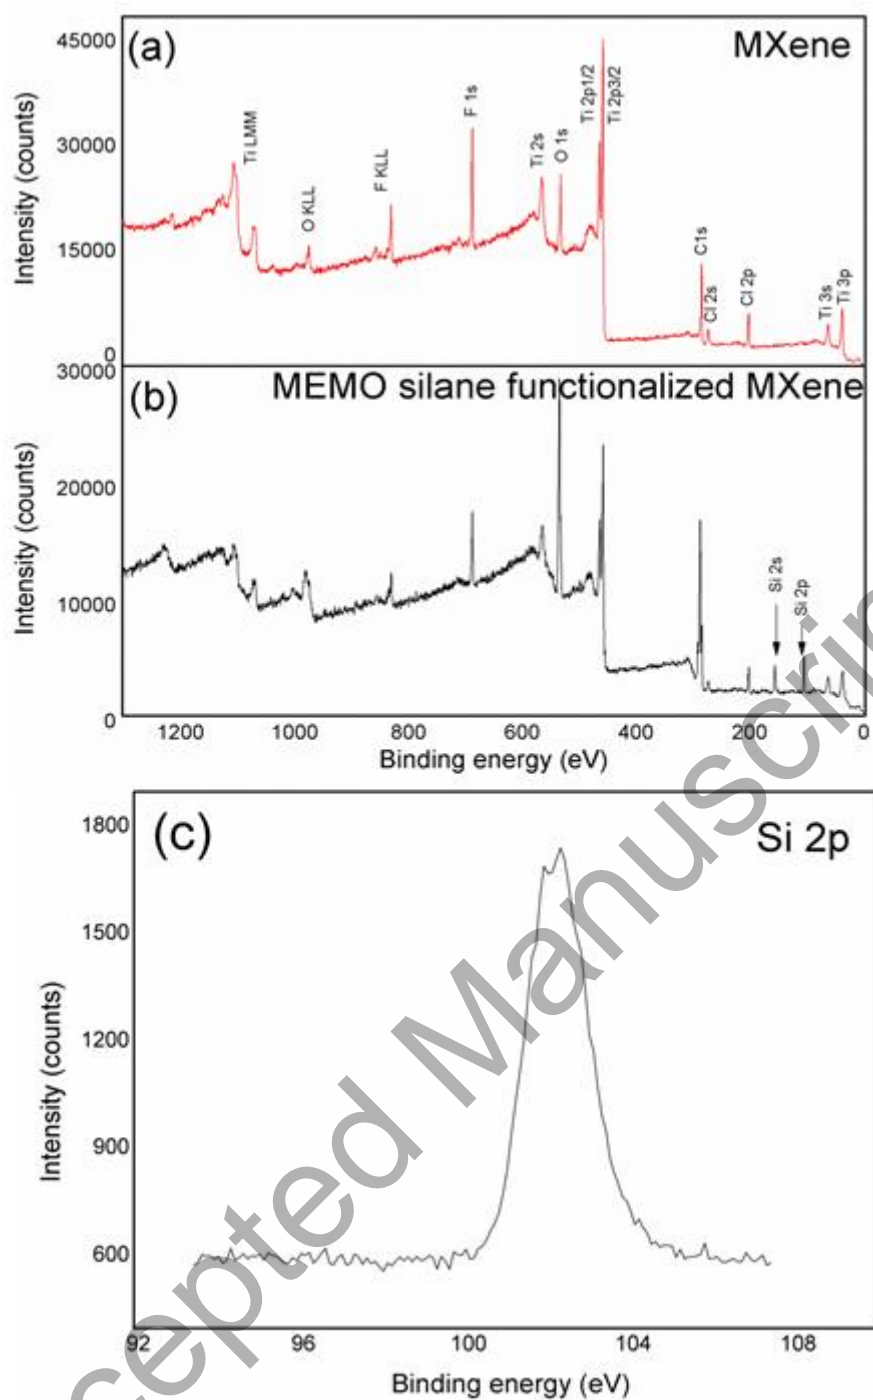 (a)
MXene
45000
30000
15000
0
Intensity (counts)
Ti LMM
O KLL
F KLL
F 1s
Ti 2s
O 1s
Ti 2p1/2
Ti 2p3/2
C1s
Cl 2s
Cl 2p
Ti 3s
Ti 3p
(b)
MEMO silane functionalized MXene
30000
20000
10000
0
Intensity (counts)
Si 2s
Si 2p
1200 1000 800 600 400 200 0
Binding energy (eV)
(c)
Si 2p
1800
1500
1200
900
600
Intensity (counts)
92 96 100 104 108
Binding energy (eV)
cepted Manuscrip